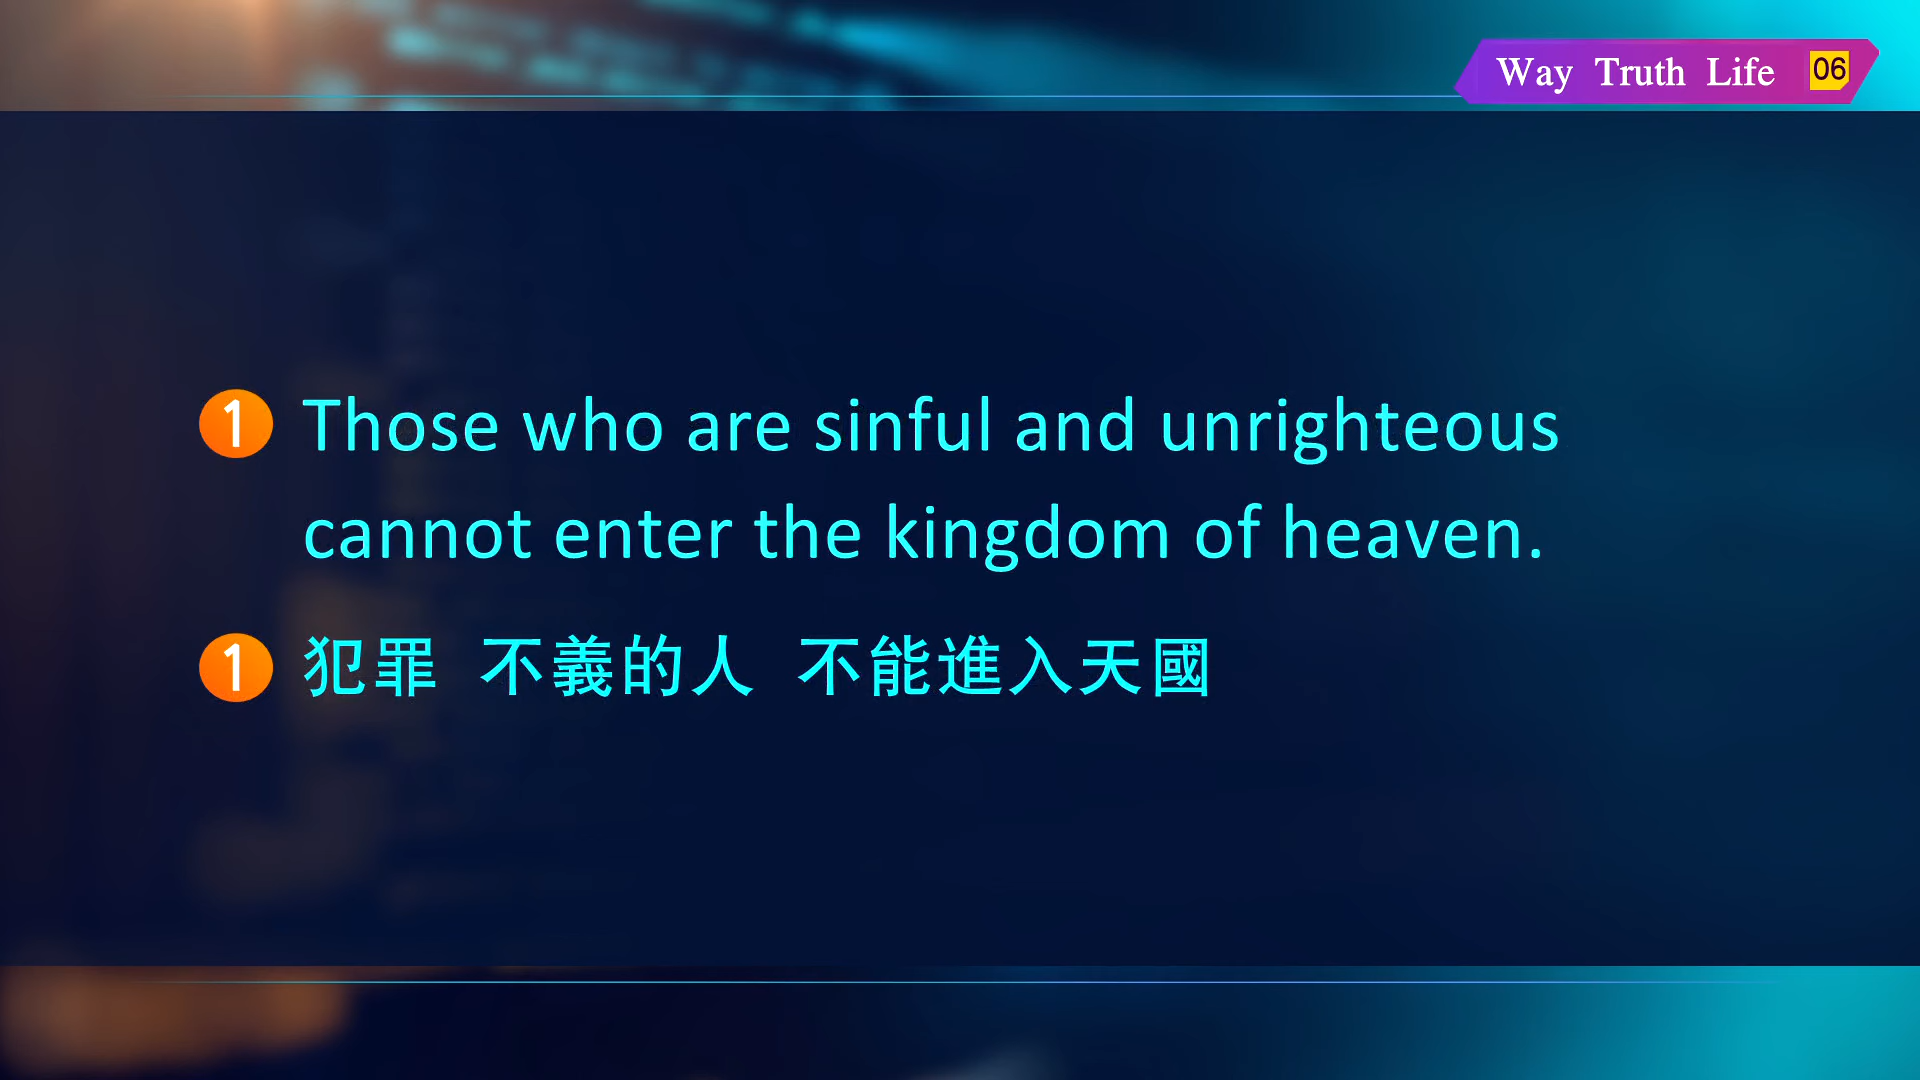 Way Truth Life 06
1 Those who are sinful and unrighteous
cannot enter the kingdom of heaven.
1 犯罪 不義的人 不能進入天國